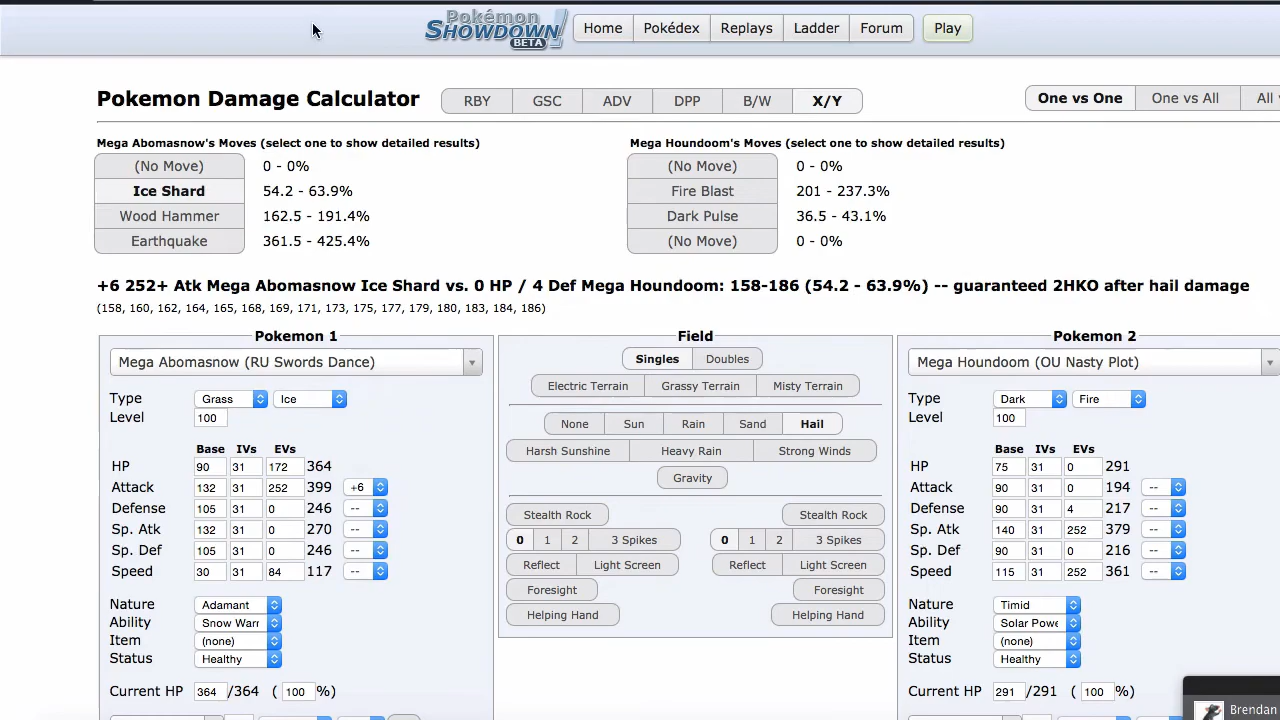 Pokémon
SHOWDOWN!
BETA
Home Pokédex Replays Ladder Forum Play
Pokemon Damage Calculator RBY GSC ADV DPP B/W X/Y One vs One One vs All All
Mega Abomasnow's Moves (select one to show detailed results)
(No Move) 0 - 0%
Ice Shard 54.2 - 63.9%
Wood Hammer 162.5 - 191.4%
Earthquake 361.5 - 425.4%
Mega Houndoom's Moves (select one to show detailed results)
(No Move) 0 - 0%
Fire Blast 201 - 237.3%
Dark Pulse 36.5 - 43.1%
(No Move) 0 - 0%
+6 252+ Atk Mega Abomasnow Ice Shard vs. 0 HP / 4 Def Mega Houndoom: 158-186 (54.2 - 63.9%) -- guaranteed 2HKO after hail damage
(158, 160, 162, 164, 165, 168, 169, 171, 173, 175, 177, 179, 180, 183, 184, 186)
Pokemon 1
Mega Abomasnow (RU Swords Dance)
Type Grass Ice
Level 100
Base IVs EVs
HP 90 31 172 364
Attack 132 31 252 399 +6
Defense 105 31 0 246 --
Sp. Atk 132 31 0 270 --
Sp. Def 105 31 0 246 --
Speed 30 31 84 117 --
Nature Adamant
Ability Snow Warr
Item (none)
Status Healthy
Current HP 364 /364 ( 100 %)
Field
Singles Doubles
Electric Terrain Grassy Terrain Misty Terrain
None Sun Rain Sand Hail
Harsh Sunshine Heavy Rain Strong Winds
Gravity
Stealth Rock Stealth Rock
0 1 2 3 Spikes 0 1 2 3 Spikes
Reflect Light Screen Reflect Light Screen
Foresight Foresight
Helping Hand Helping Hand
Pokemon 2
Mega Houndoom (OU Nasty Plot)
Type Dark Fire
Level 100
Base IVs EVs
HP 75 31 0 291
Attack 90 31 0 194 --
Defense 90 31 4 217 --
Sp. Atk 140 31 252 379 --
Sp. Def 90 31 0 216 --
Speed 115 31 252 361 --
Nature Timid
Ability Solar Powe
Item (none)
Status Healthy
Current HP 291 /291 ( 100 %)
Brendan